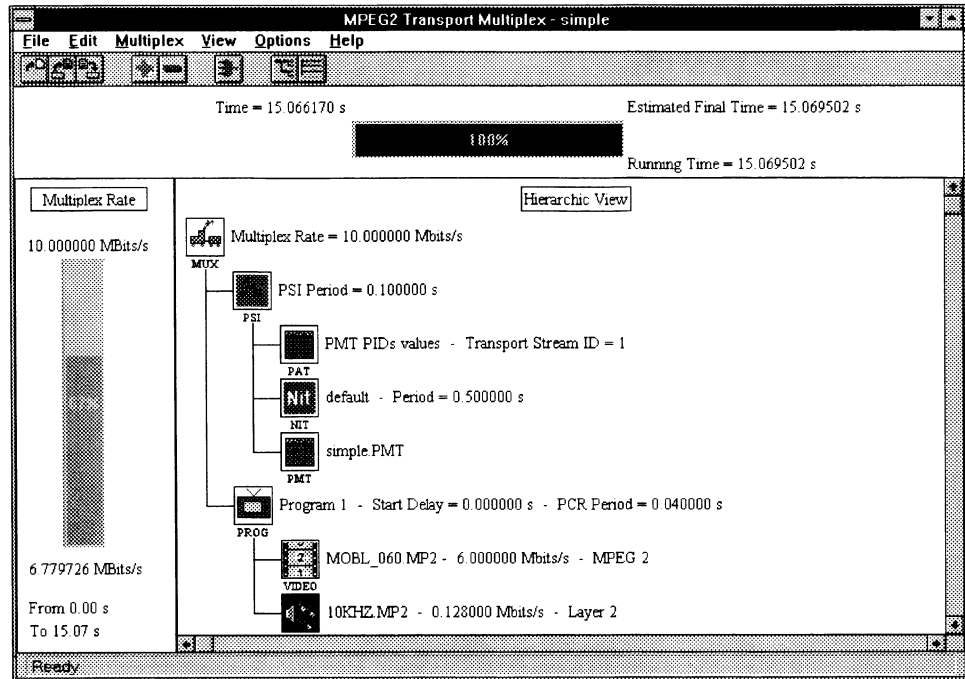 MPEG2 Transport Multiplex - simple
File Edit Multiplex View Options Help
Time = 15.066170 s
Estimated Final Time = 15.069502 s
100%
Running Time = 15.069502 s
Multiplex Rate
Hierarchic View
10.000000 MBits/s
Multiplex Rate = 10.000000 Mbits/s
MUX
PSI Period = 0.100000 s
PSI
PMT PIDs values - Transport Stream ID = 1
PAT
Nit
default - Period = 0.500000 s
NIT
simple.PMT
PMT
Program 1 - Start Delay = 0.000000 s - PCR Period = 0.040000 s
PROG
6.779726 MBits/s
MOBL_060.MP2 - 6.000000 Mbits/s - MPEG 2
VIDEO
From 0.00 s
10KHZ.MP2 - 0.128000 Mbits/s - Layer 2
To 15.07 s
Ready